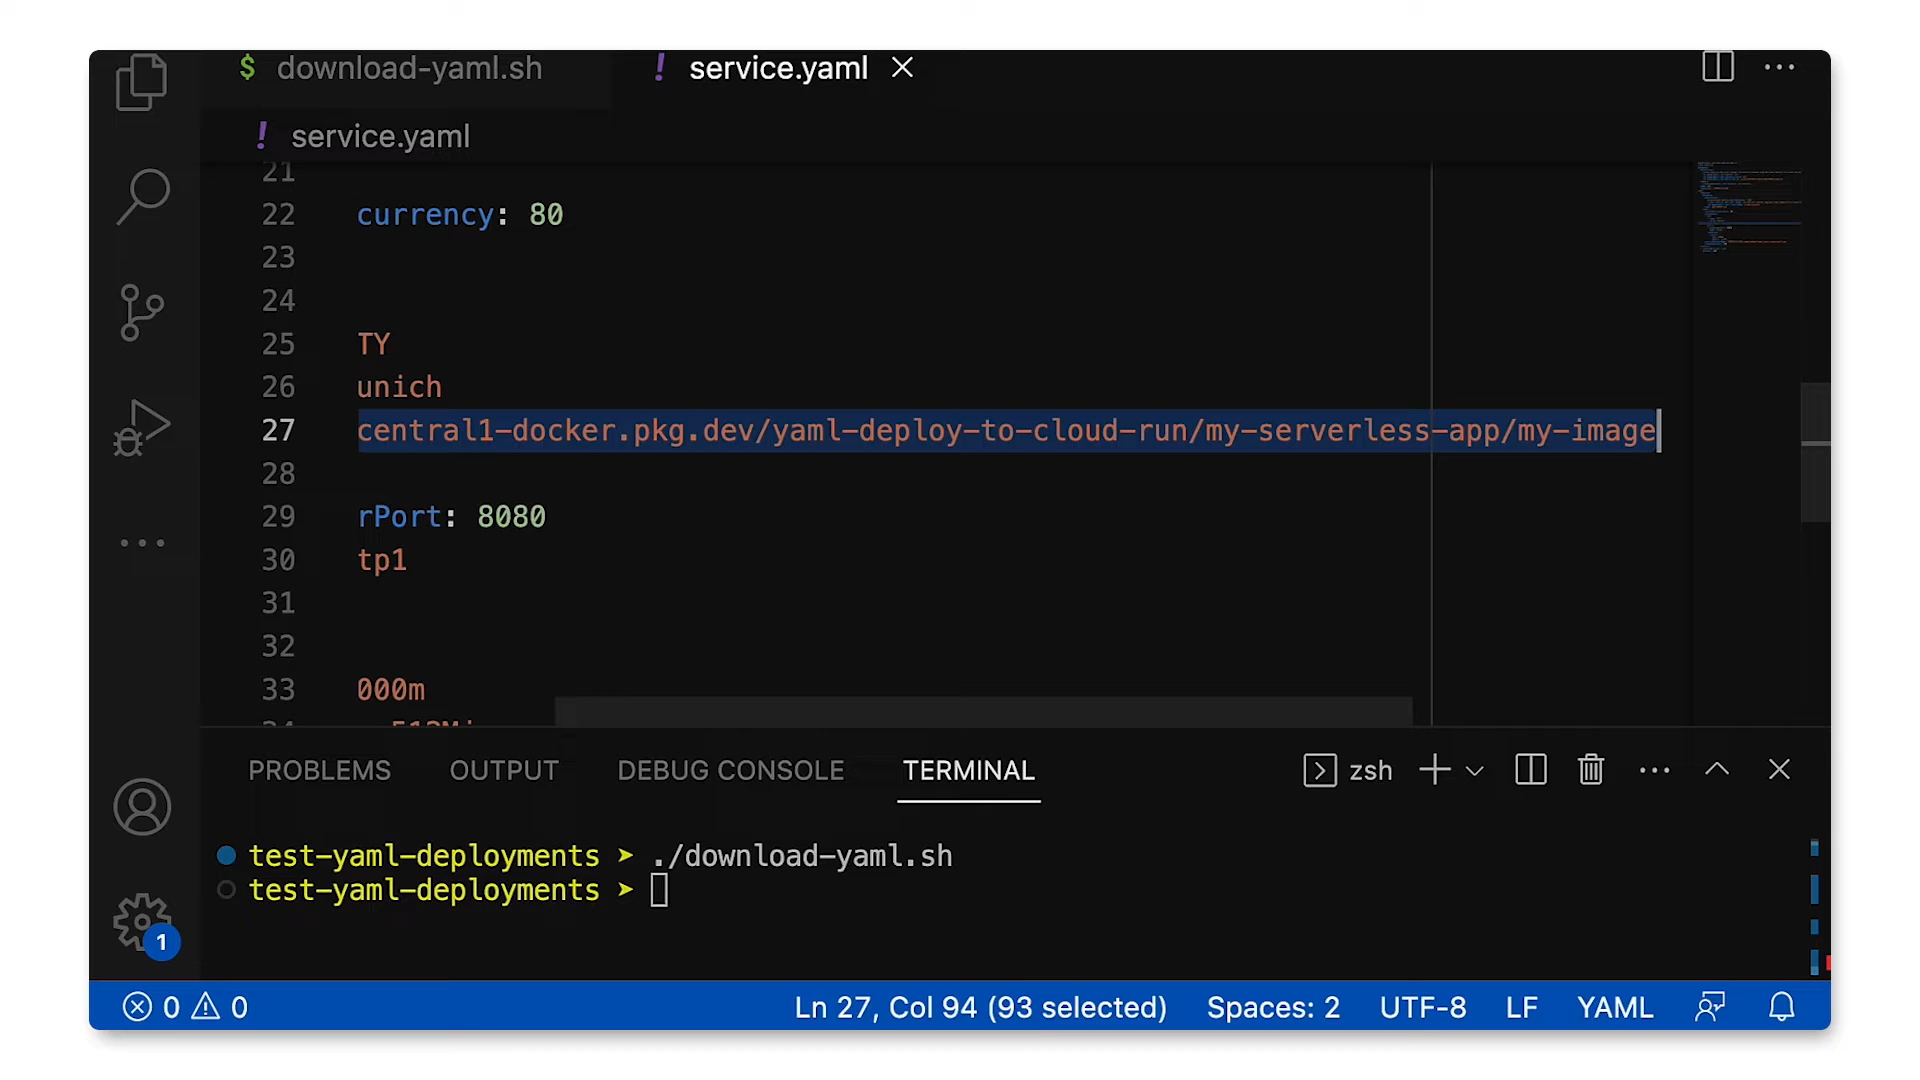 $ download-yaml.sh
! service.yaml
! service.yaml
21
22 currency: 80
23
24
25 TY
26 unich
27 central1-docker.pkg.dev/yaml-deploy-to-cloud-run/my-serverless-app/my-image
28
29 rPort: 8080
30 tp1
31
32
33 000m
34 512Mi
PROBLEMS OUTPUT DEBUG CONSOLE TERMINAL zsh
test-yaml-deployments ➤ ./download-yaml.sh
test-yaml-deployments ➤
1
0 0 Ln 27, Col 94 (93 selected) Spaces: 2 UTF-8 LF YAML